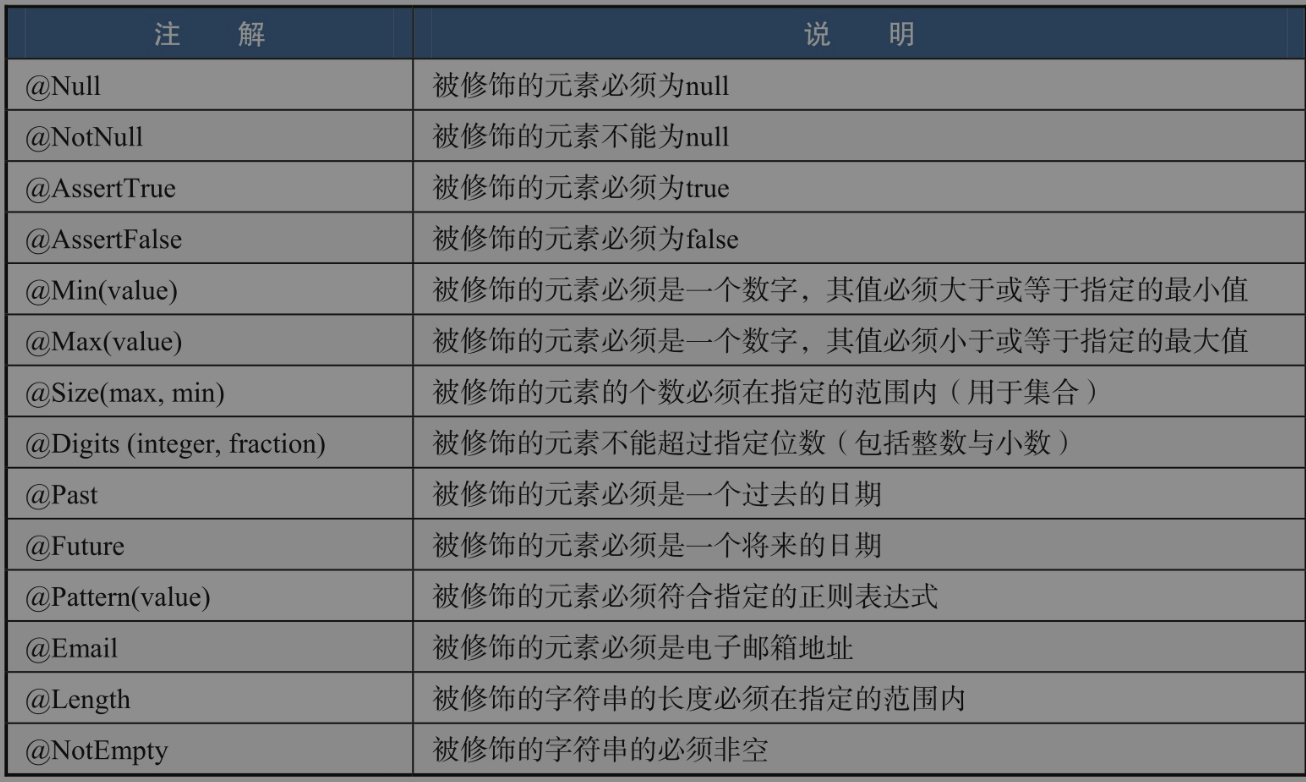 注 解 说 明
@Null 被修饰的元素必须为null
@NotNull 被修饰的元素不能为null
@AssertTrue 被修饰的元素必须为true
@AssertFalse 被修饰的元素必须为false
@Min(value) 被修饰的元素必须是一个数字，其值必须大于或等于指定的最小值
@Max(value) 被修饰的元素必须是一个数字，其值必须小于或等于指定的最大值
@Size(max, min) 被修饰的元素的个数必须在指定的范围内（用于集合）
@Digits (integer, fraction) 被修饰的元素不能超过指定位数（包括整数与小数）
@Past 被修饰的元素必须是一个过去的日期
@Future 被修饰的元素必须是一个将来的日期
@Pattern(value) 被修饰的元素必须符合指定的正则表达式
@Email 被修饰的元素必须是电子邮箱地址
@Length 被修饰的字符串的长度必须在指定的范围内
@NotEmpty 被修饰的字符串的必须非空